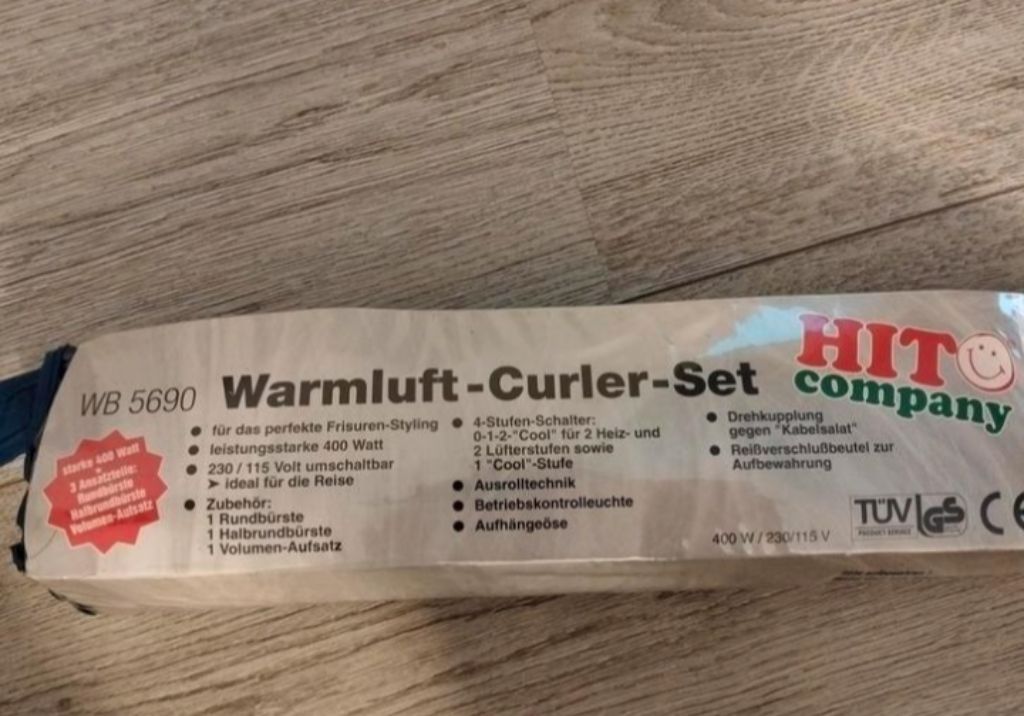 WB 5690 Warmluft-Curler-Set
HIT
company
starke 400 Watt
+
3 Ansatzteile:
Rundbürste
Halbrundbürste
Volumen-Aufsatz
● für das perfekte Frisuren-Styling
● leistungsstarke 400 Watt
● 230 / 115 Volt umschaltbar
➤ ideal für die Reise
● Zubehör:
1 Rundbürste
1 Halbrundbürste
1 Volumen-Aufsatz
● 4-Stufen-Schalter:
0-1-2-"Cool" für 2 Heiz- und
2 Lüfterstufen sowie
1 "Cool"-Stufe
● Ausrolltechnik
● Betriebskontrolleuchte
● Aufhängeöse
● Drehkupplung
gegen "Kabelsalat"
● Reißverschlußbeutel zur
Aufbewahrung
400 W / 230/115 V
TÜV GS CE
PRODUCT SERVICE